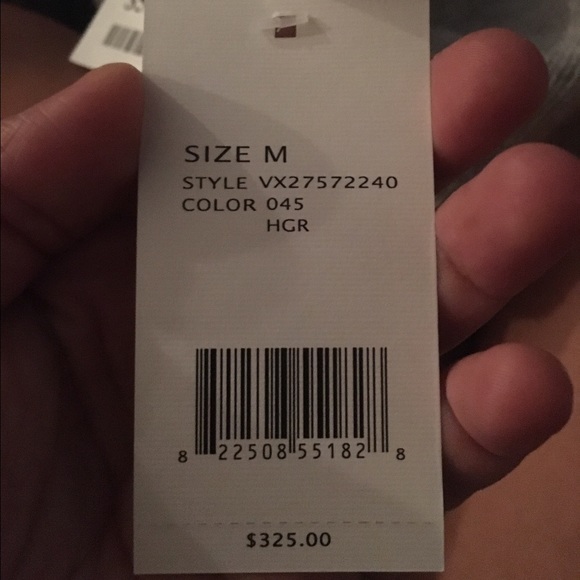 SIZE M
STYLE VX27572240
COLOR 045
HGR
8 22508 55182 8
$325.00